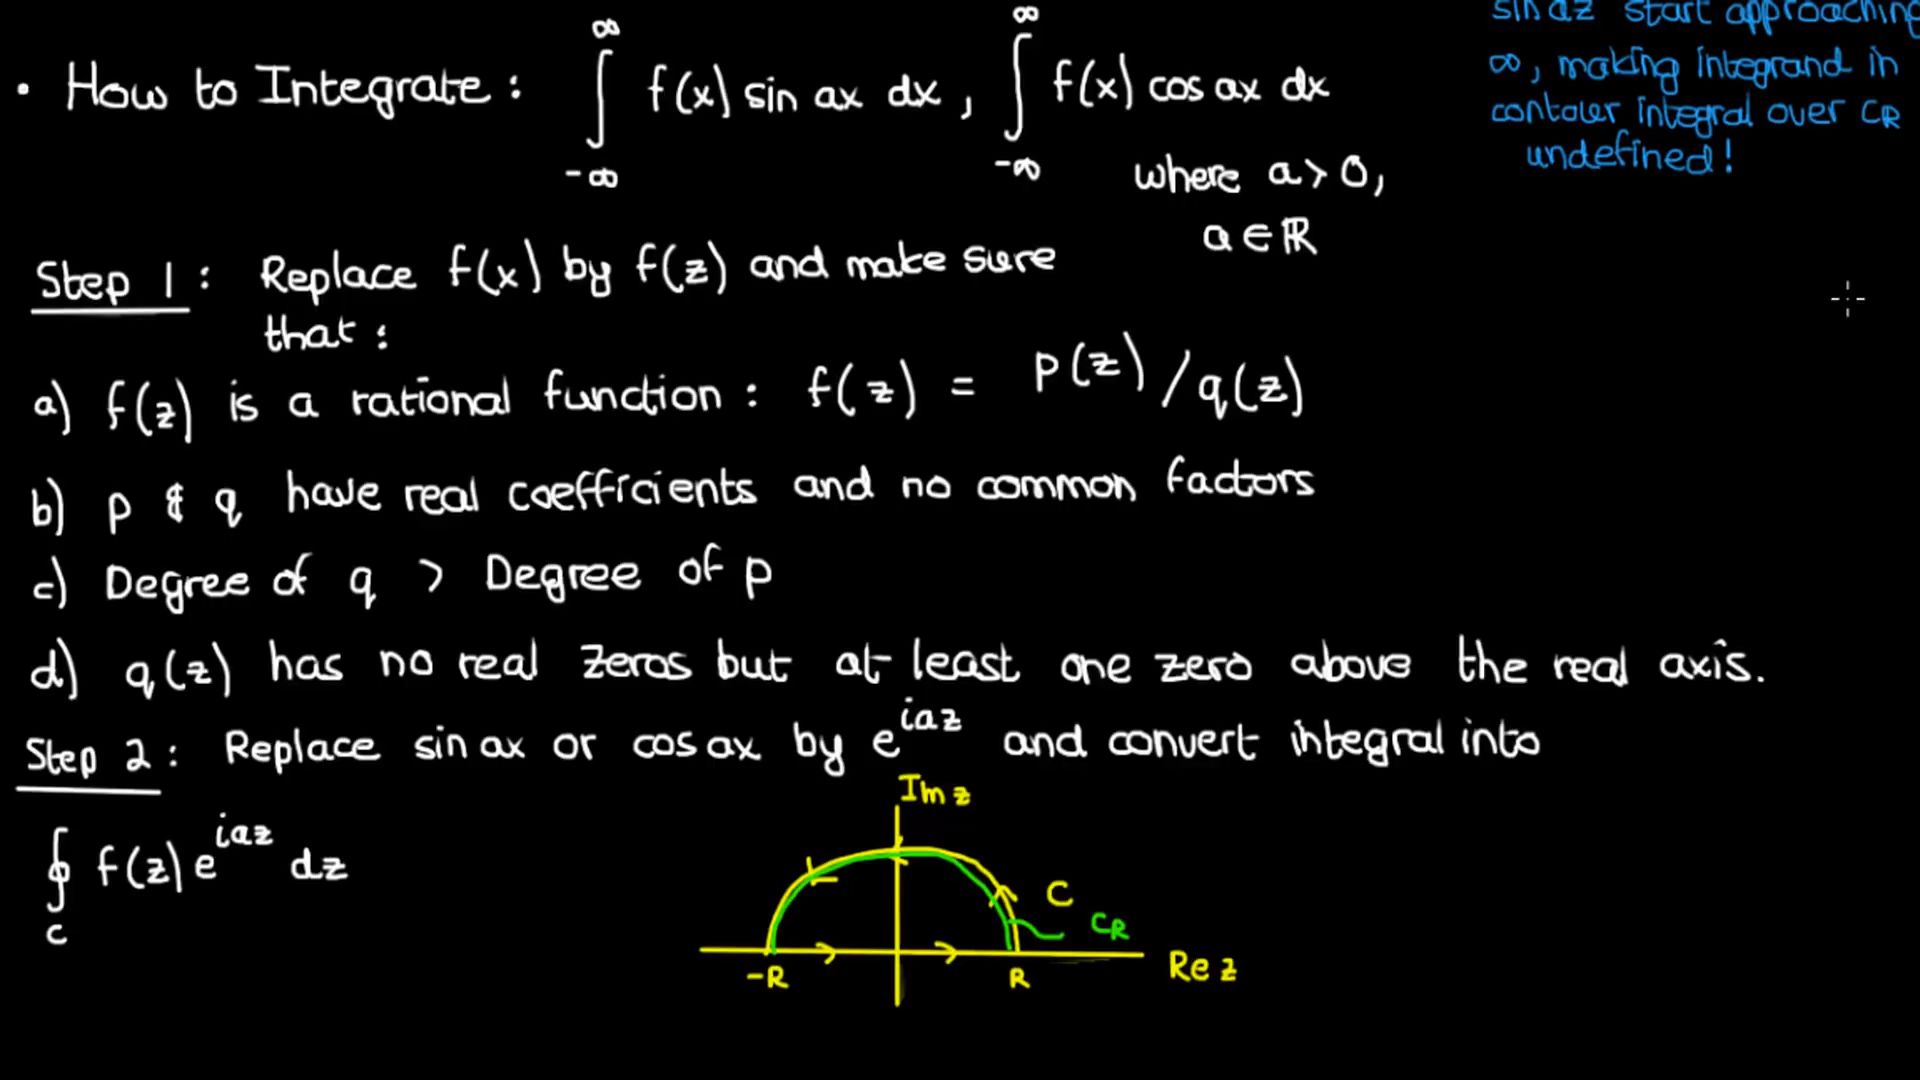 • How to Integrate: ∫_{-∞}^{∞} f(x) sin ax dx, ∫_{-∞}^{∞} f(x) cos ax dx
where a > 0,
a ∈ ℝ
sin az start approaching
∞, making integrand in
contour integral over C_R
undefined!
Step 1: Replace f(x) by f(z) and make sure
that:
a) f(z) is a rational function: f(z) = p(z)/q(z)
b) p & q have real coefficients and no common factors
c) Degree of q > Degree of p
d) q(z) has no real zeros but at least one zero above the real axis.
Step 2: Replace sin ax or cos ax by e^{iaz} and convert integral into
∮_C f(z) e^{iaz} dz
Im z
C
C_R
-R
R
Re z